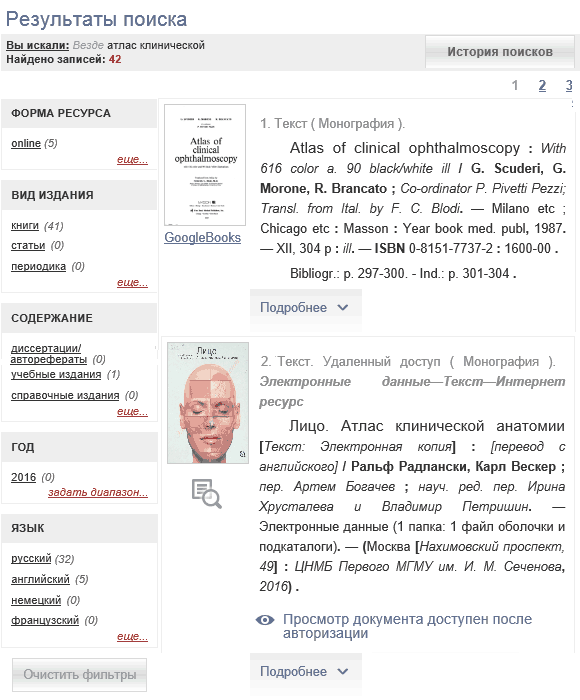 Результаты поиска
Вы искали: Везде атлас клинической
Найдено записей: 42
История поисков
1 2 3
ФОРМА РЕСУРСА
online (5)
еще...
ВИД ИЗДАНИЯ
книги (41)
статьи (0)
периодика (0)
еще...
СОДЕРЖАНИЕ
диссертации/
авторефераты (0)
учебные издания (1)
справочные издания (0)
еще...
ГОД
2016 (0)
задать диапазон...
ЯЗЫК
русский (32)
английский (5)
немецкий (0)
французский (0)
еще...
Очистить фильтры
Atlas of
clinical
ophthalmoscopy
GoogleBooks
1. Текст ( Монография ).
Atlas of clinical ophthalmoscopy : With
616 color a. 90 black/white ill / G. Scuderi, G.
Morone, R. Brancato ; Co-ordinator P. Pivetti Pezzi;
Transl. from Ital. by F. C. Blodi. — Milano etc ;
Chicago etc : Masson : Year book med. publ, 1987.
— XII, 304 p : ill. — ISBN 0-8151-7737-2 : 1600-00 .
Bibliogr.: p. 297-300. - Ind.: p. 301-304 .
Подробнее
Лицо
2. Текст. Удаленный доступ ( Монография ).
Электронные данные—Текст—Интернет
ресурс
Лицо. Атлас клинической анатомии
[Текст: Электронная копия] : [перевод с
английского] / Ральф Радлански, Карл Вескер ;
пер. Артем Богачев ; науч. ред. пер. Ирина
Хрусталева и Владимир Петришин. —
Электронные данные (1 папка: 1 файл оболочки и
подкаталоги). — (Москва [Нахимовский проспект,
49] : ЦНМБ Первого МГМУ им. И. М. Сеченова,
2016) .
Просмотр документа доступен после
авторизации
Подробнее